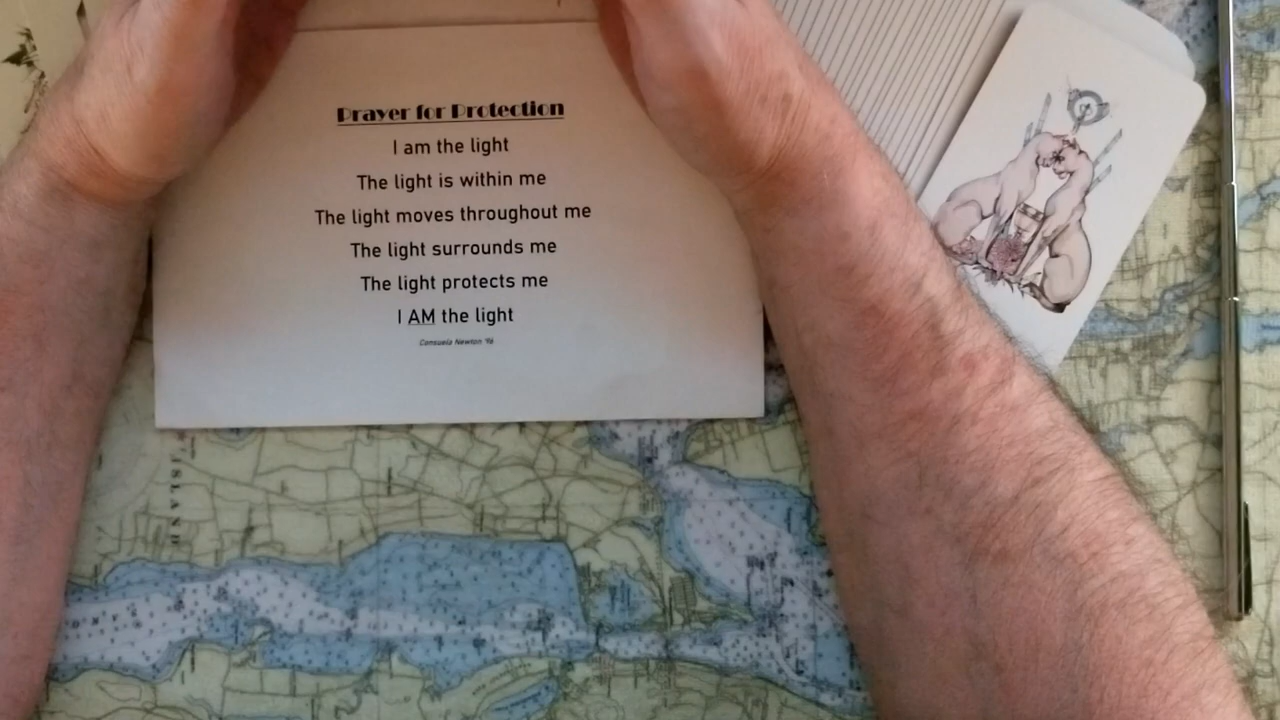 Prayer for Protection
I am the light
The light is within me
The light moves throughout me
The light surrounds me
The light protects me
I AM the light
Consuela Newton '96